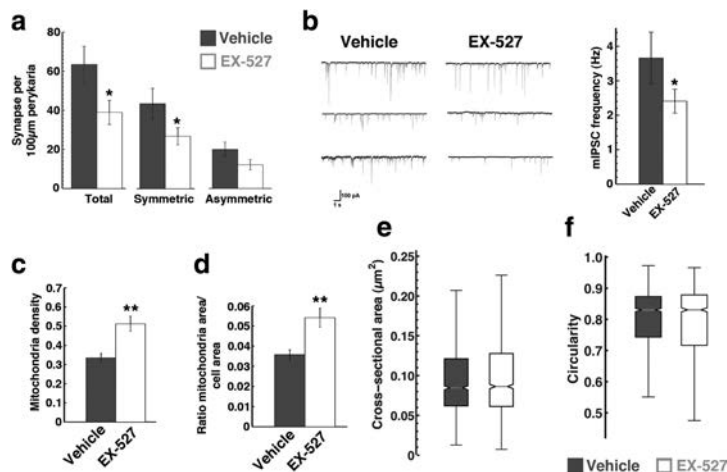 a
Vehicle
EX-527
Synapse per
100µm perykaria
80
60
40
20
0
*
*
Total
Symmetric
Asymmetric
b
Vehicle
EX-527
100 pA
1 s
mIPSC frequency (Hz)
4
3
2
1
0
*
Vehicle
EX-527
c
Mitochondria density
0.7
0.6
0.5
0.4
0.3
0.2
0.1
0
**
Vehicle
EX-527
d
Ratio mitochondria area/
cell area
0.06
0.05
0.04
0.03
0.02
0.01
0.00
**
Vehicle
EX-527
e
Cross–sectional area (µm²)
0.25
0.20
0.15
0.10
0.05
0
f
Circularity
1.0
0.9
0.8
0.7
0.6
0.5
Vehicle
EX-527